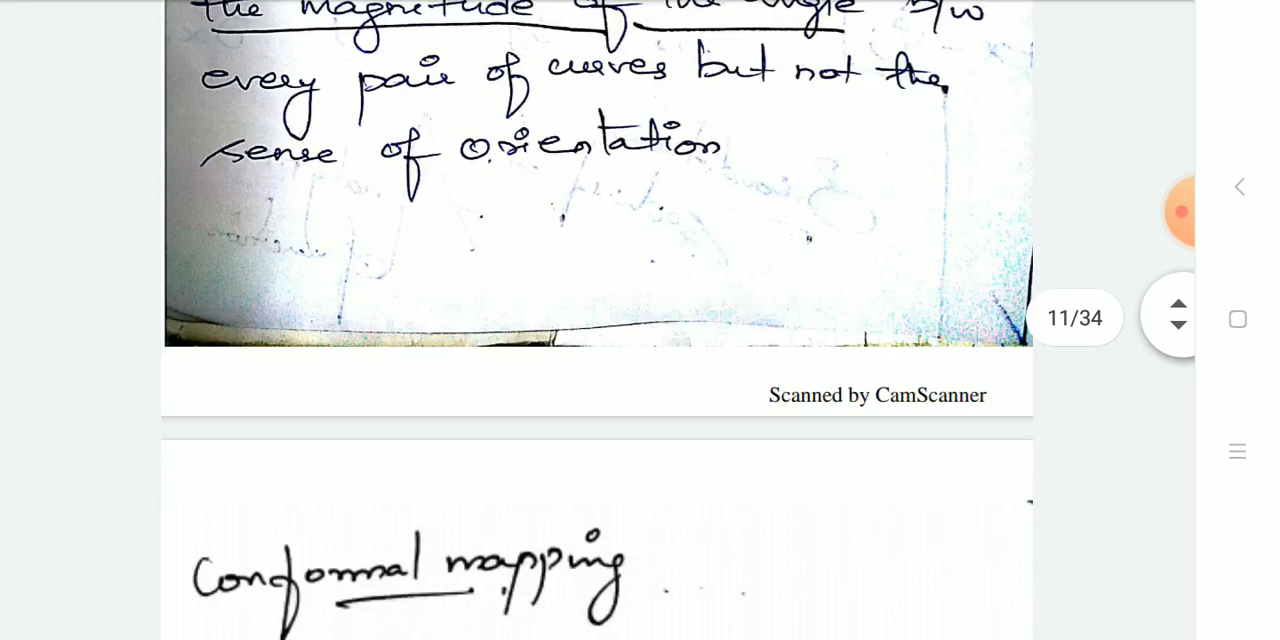 the magnitude of the angle b/w
every pair of curves but not the
sense of orientation
11/34
Scanned by CamScanner
Conformal mapping